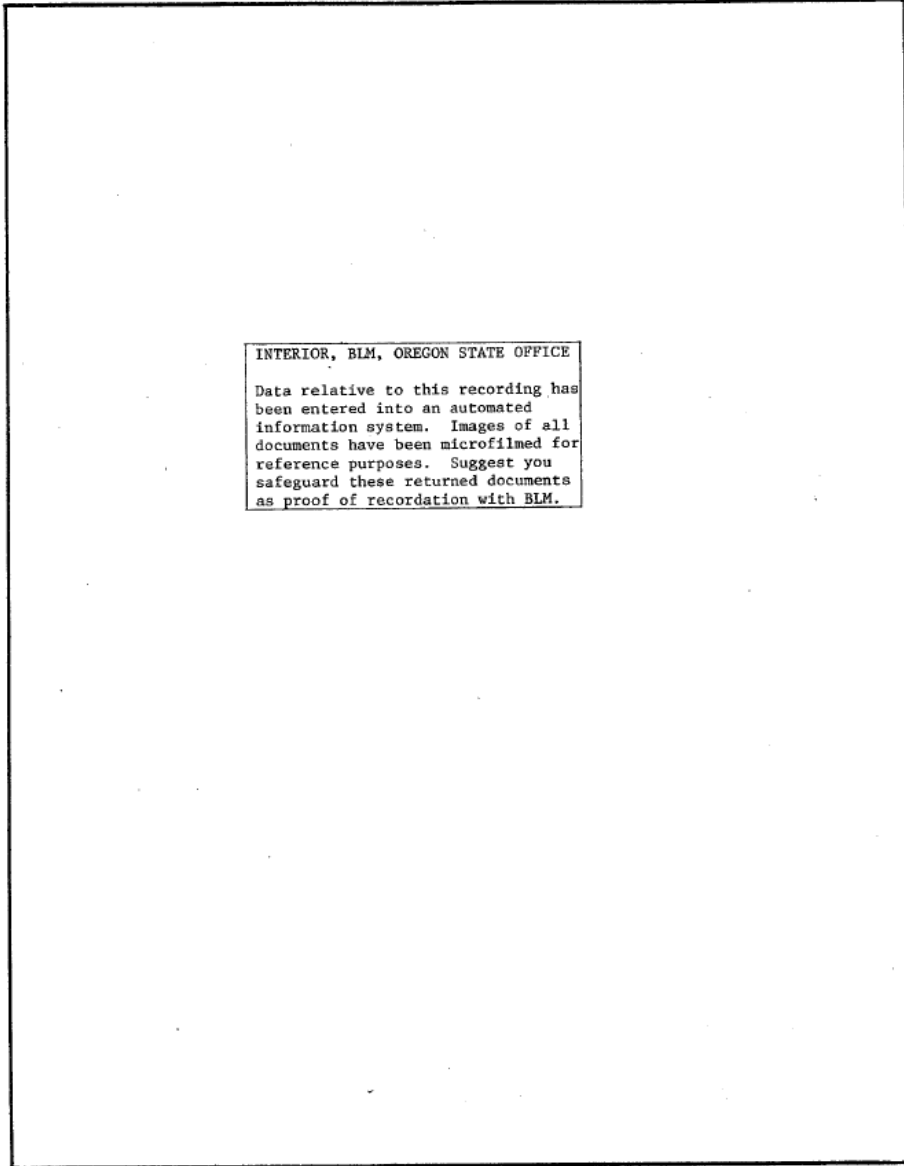 INTERIOR, BLM, OREGON STATE OFFICE
Data relative to this recording has
been entered into an automated
information system.  Images of all
documents have been microfilmed for
reference purposes.  Suggest you
safeguard these returned documents
as proof of recordation with BLM.